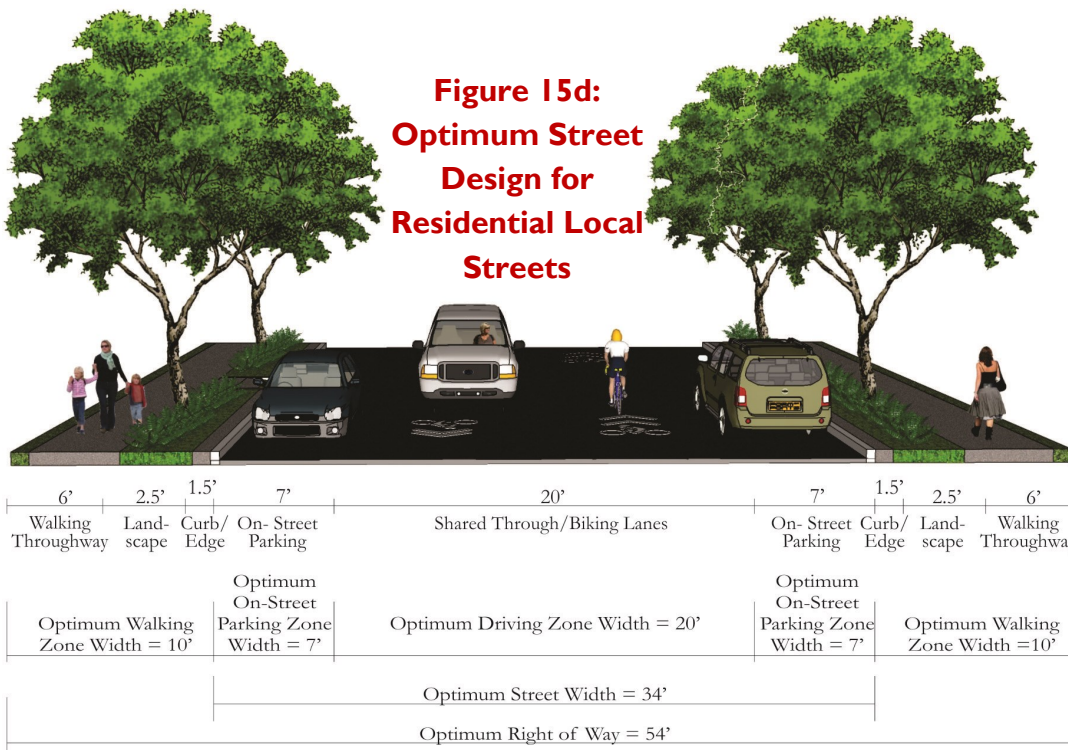 Figure 15d:
Optimum Street
Design for
Residential Local
Streets
6’ 2.5’ 1.5’ 7’ 20’ 7’ 1.5’ 2.5’ 6’
Walking Land- Curb/ On- Street Shared Through/Biking Lanes On- Street Curb/ Land- Walking
Throughway scape Edge Parking Parking Edge scape Throughwa
Optimum Optimum
On-Street On-Street
Optimum Walking Parking Zone Optimum Driving Zone Width = 20’ Parking Zone Optimum Walking
Zone Width = 10’ Width = 7’ Width = 7’ Zone Width =10’
Optimum Street Width = 34’
Optimum Right of Way = 54’